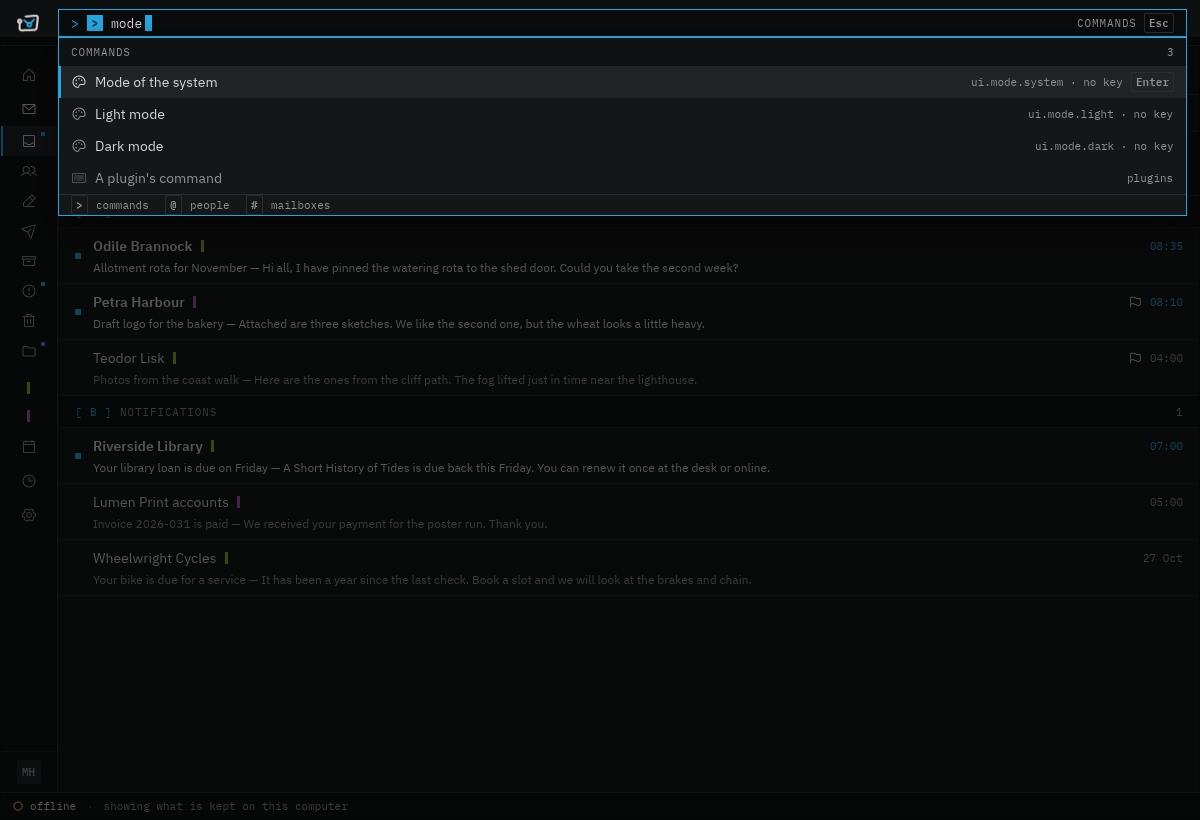 > > mode COMMANDS Esc
COMMANDS 3
Mode of the system ui.mode.system · no key Enter
Light mode ui.mode.light · no key
Dark mode ui.mode.dark · no key
A plugin's command plugins
> commands @ people # mailboxes
Odile Brannock 08:35
Allotment rota for November — Hi all, I have pinned the watering rota to the shed door. Could you take the second week?
Petra Harbour 08:10
Draft logo for the bakery — Attached are three sketches. We like the second one, but the wheat looks a little heavy.
Teodor Lisk 04:00
Photos from the coast walk — Here are the ones from the cliff path. The fog lifted just in time near the lighthouse.
[ B ] NOTIFICATIONS 1
Riverside Library 07:00
Your library loan is due on Friday — A Short History of Tides is due back this Friday. You can renew it once at the desk or online.
Lumen Print accounts 05:00
Invoice 2026-031 is paid — We received your payment for the poster run. Thank you.
Wheelwright Cycles 27 Oct
Your bike is due for a service — It has been a year since the last check. Book a slot and we will look at the brakes and chain.
MH
offline · showing what is kept on this computer